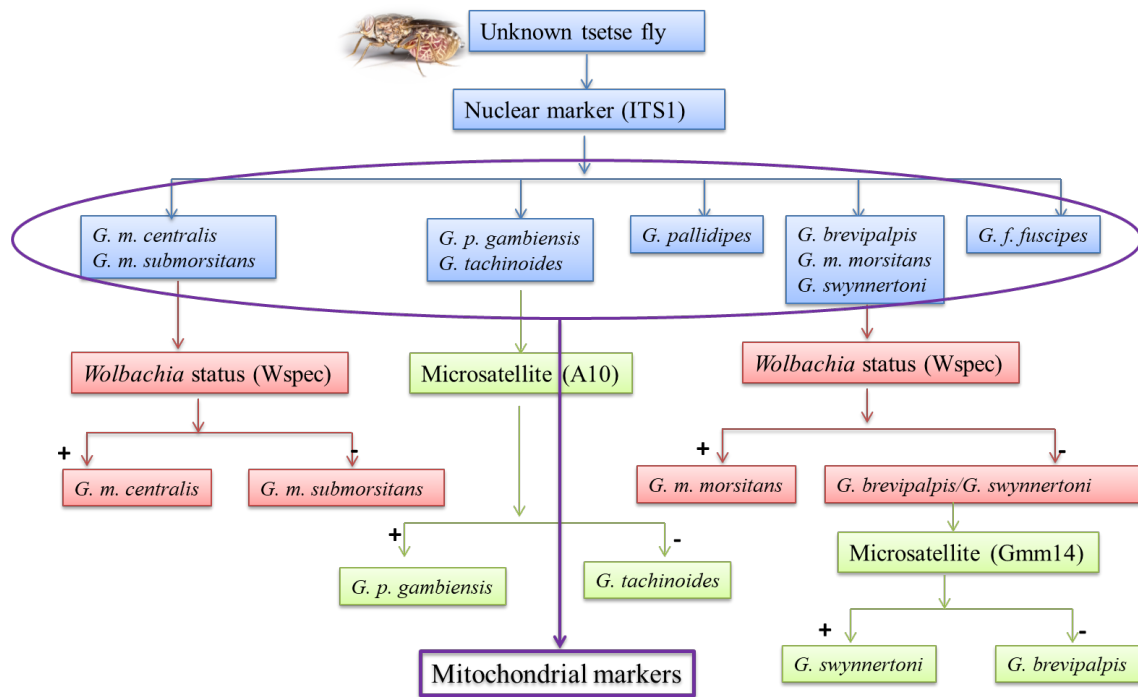 Unknown tsetse fly
Nuclear marker (ITS1)
G. m. centralis
G. m. submorsitans
G. p. gambiensis
G. tachinoides
G. pallidipes
G. brevipalpis
G. m. morsitans
G. swynnertoni
G. f. fuscipes
Wolbachia status (Wspec)
Microsatellite (A10)
Wolbachia status (Wspec)
+
-
G. m. centralis
G. m. submorsitans
+
-
G. m. morsitans
G. brevipalpis/G. swynnertoni
+
-
G. p. gambiensis
G. tachinoides
Microsatellite (Gmm14)
+
-
G. swynnertoni
G. brevipalpis
Mitochondrial markers